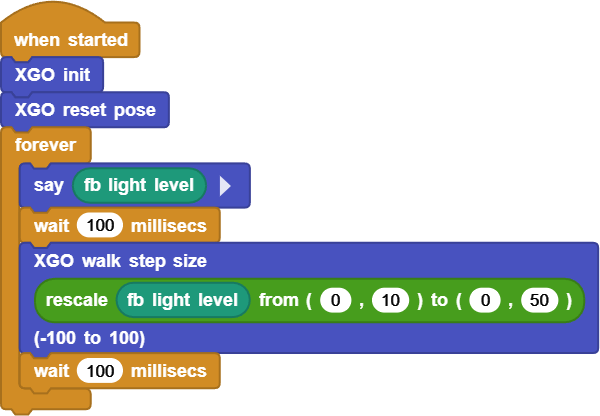 when started
XGO init
XGO reset pose
forever
say fb light level
wait 100 millisecs
XGO walk step size
rescale fb light level from ( 0 , 10 ) to ( 0 , 50 )
(-100 to 100)
wait 100 millisecs